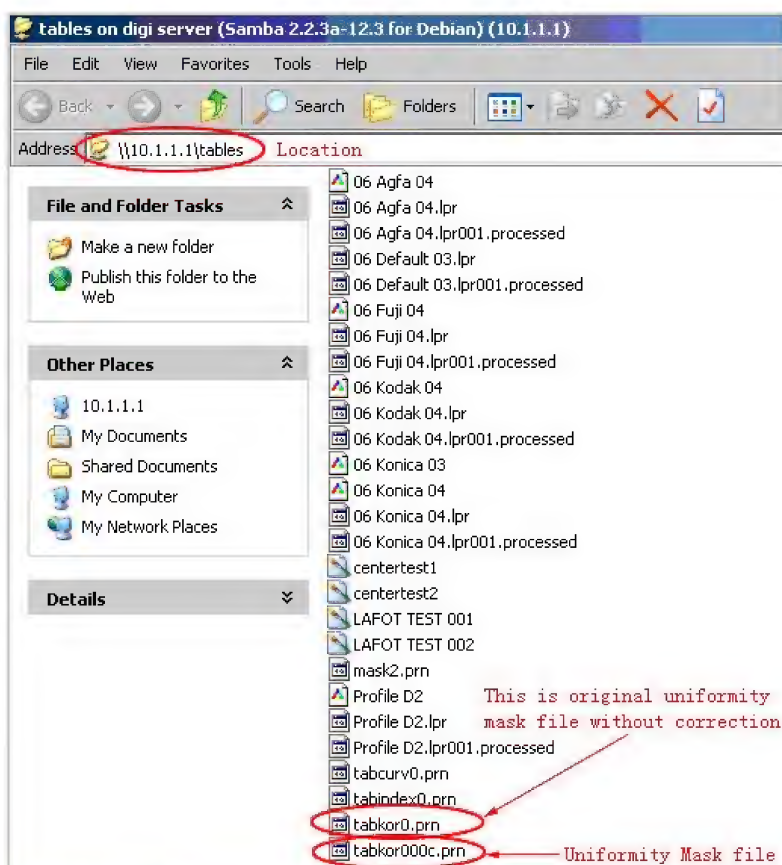 tables on digi server (Samba 2.2.3a-12.3 for Debian) (10.1.1.1)
File Edit View Favorites Tools Help
Back Search Folders
Address \\10.1.1.1\tables Location
File and Folder Tasks
Make a new folder
Publish this folder to the
Web
Other Places
10.1.1.1
My Documents
Shared Documents
My Computer
My Network Places
Details
06 Agfa 04
06 Agfa 04.lpr
06 Agfa 04.lpr001.processed
06 Default 03.lpr
06 Default 03.lpr001.processed
06 Fuji 04
06 Fuji 04.lpr
06 Fuji 04.lpr001.processed
06 Kodak 04
06 Kodak 04.lpr
06 Kodak 04.lpr001.processed
06 Konica 03
06 Konica 04
06 Konica 04.lpr
06 Konica 04.lpr001.processed
centertest1
centertest2
LAFOT TEST 001
LAFOT TEST 002
mask2.prn
Profile D2
Profile D2.lpr
Profile D2.lpr001.processed
tabcurv0.prn
tabindex0.prn
tabkor0.prn
tabkor000c.prn
This is original uniformity
mask file without correction
Uniformity Mask file